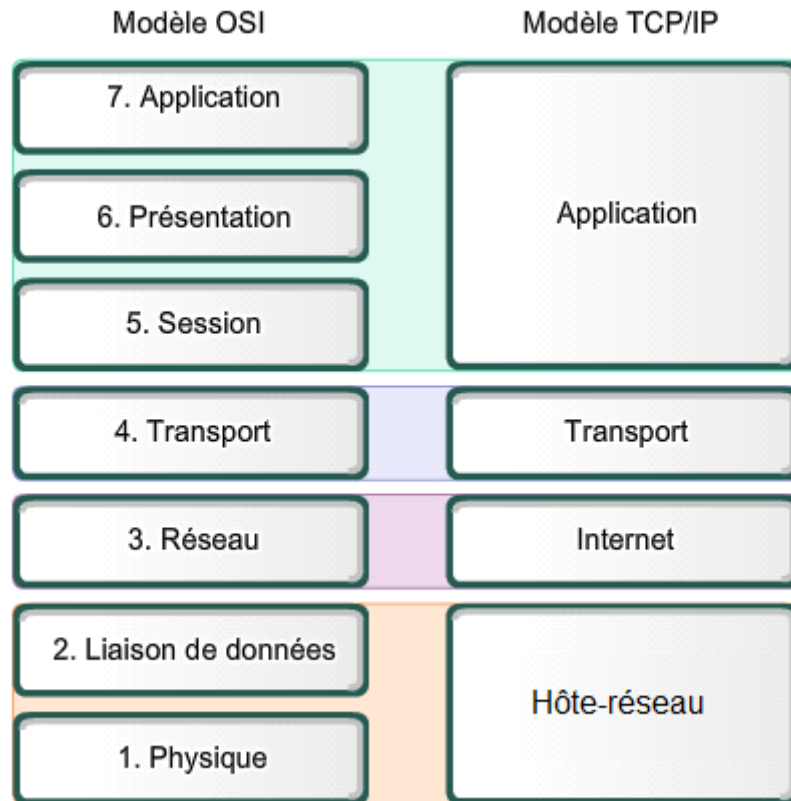 Modèle OSI
Modèle TCP/IP
7. Application
6. Présentation
5. Session
Application
4. Transport
Transport
3. Réseau
Internet
2. Liaison de données
1. Physique
Hôte-réseau